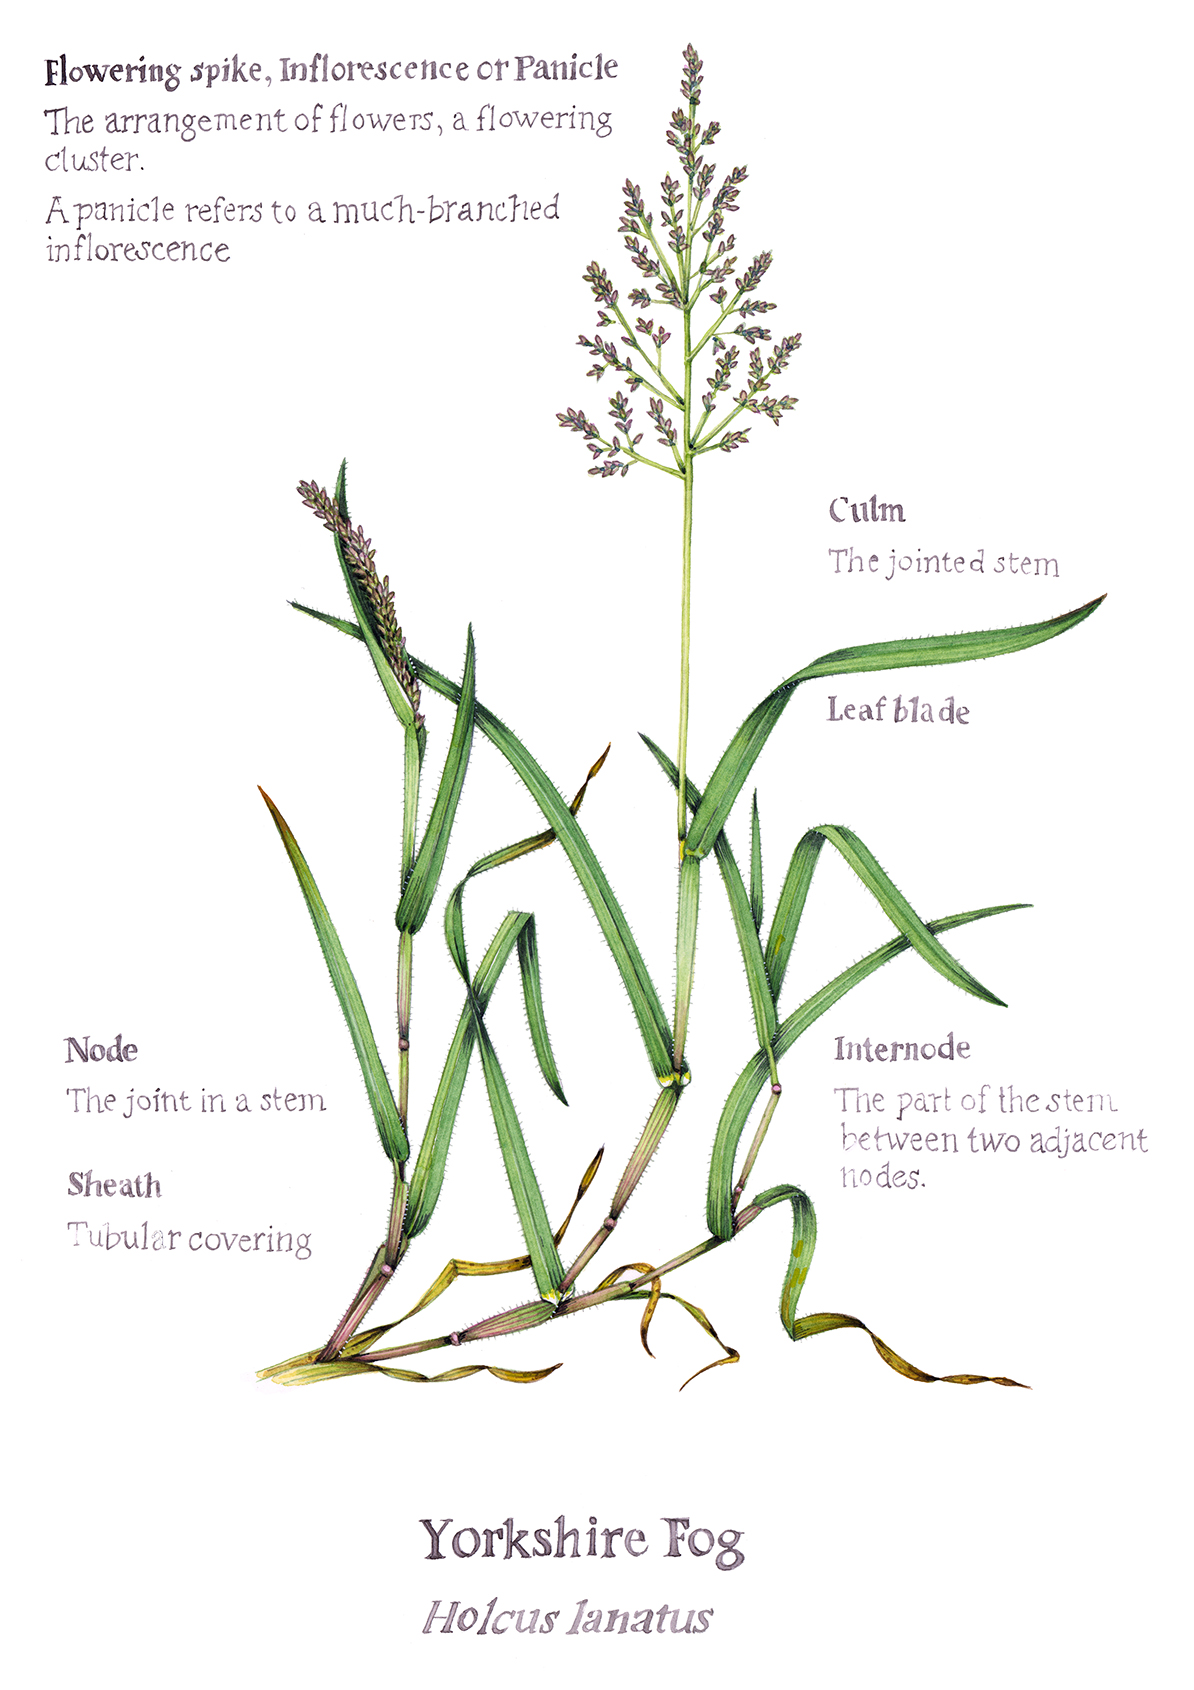 Flowering spike, Inflorescence or Panicle
The arrangement of flowers, a flowering
cluster.
A panicle refers to a much-branched
inflorescence
Culm
The jointed stem
Leaf blade
Node
The joint in a stem
Sheath
Tubular covering
Internode
The part of the stem
between two adjacent
nodes.
Yorkshire Fog
Holcus lanatus